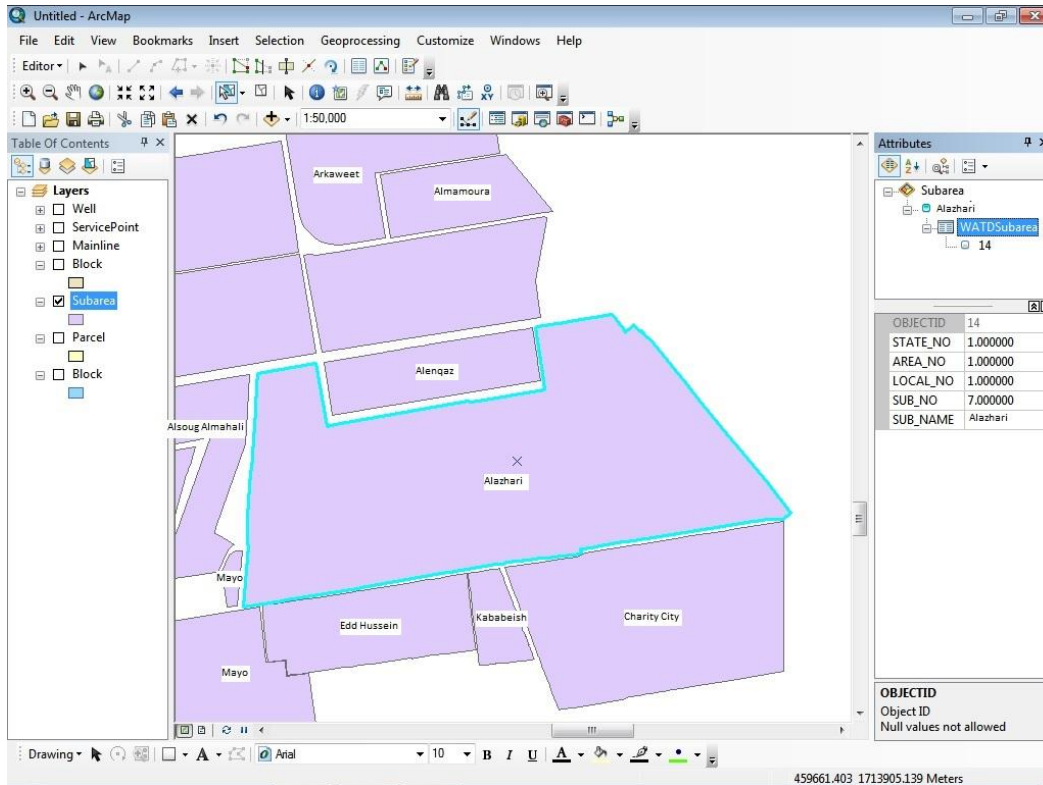 Untitled - ArcMap
File Edit View Bookmarks Insert Selection Geoprocessing Customize Windows Help
Editor
1:50,000
Table Of Contents
Layers
Well
ServicePoint
Mainline
Block
Subarea
Parcel
Block
Arkaweet
Almamoura
Alenqaz
Alsoug Almahali
Alazhari
Mayo
Edd Hussein
Kababeish
Charity City
Mayo
Attributes
Subarea
Alazhari
WATDSubarea
14
OBJECTID 14
STATE_NO 1.000000
AREA_NO 1.000000
LOCAL_NO 1.000000
SUB_NO 7.000000
SUB_NAME Alazhari
OBJECTID
Object ID
Null values not allowed
Drawing A Arial 10 B I U A
459661.403 1713905.139 Meters